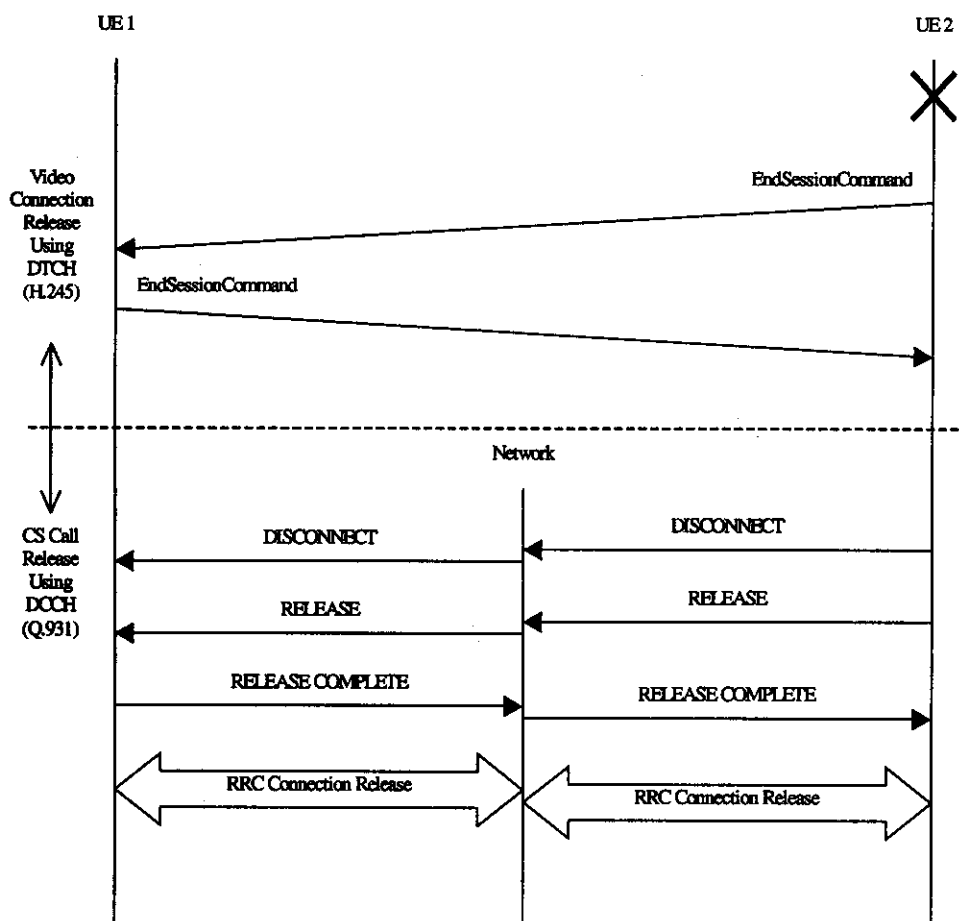 UE 1
UE 2
Video
Connection
Release
Using
DTCH
(H.245)
EndSessionCommand
EndSessionCommand
Network
CS Call
Release
Using
DCCH
(Q.931)
DISCONNECT
DISCONNECT
RELEASE
RELEASE
RELEASE COMPLETE
RELEASE COMPLETE
RRC Connection Release
RRC Connection Release